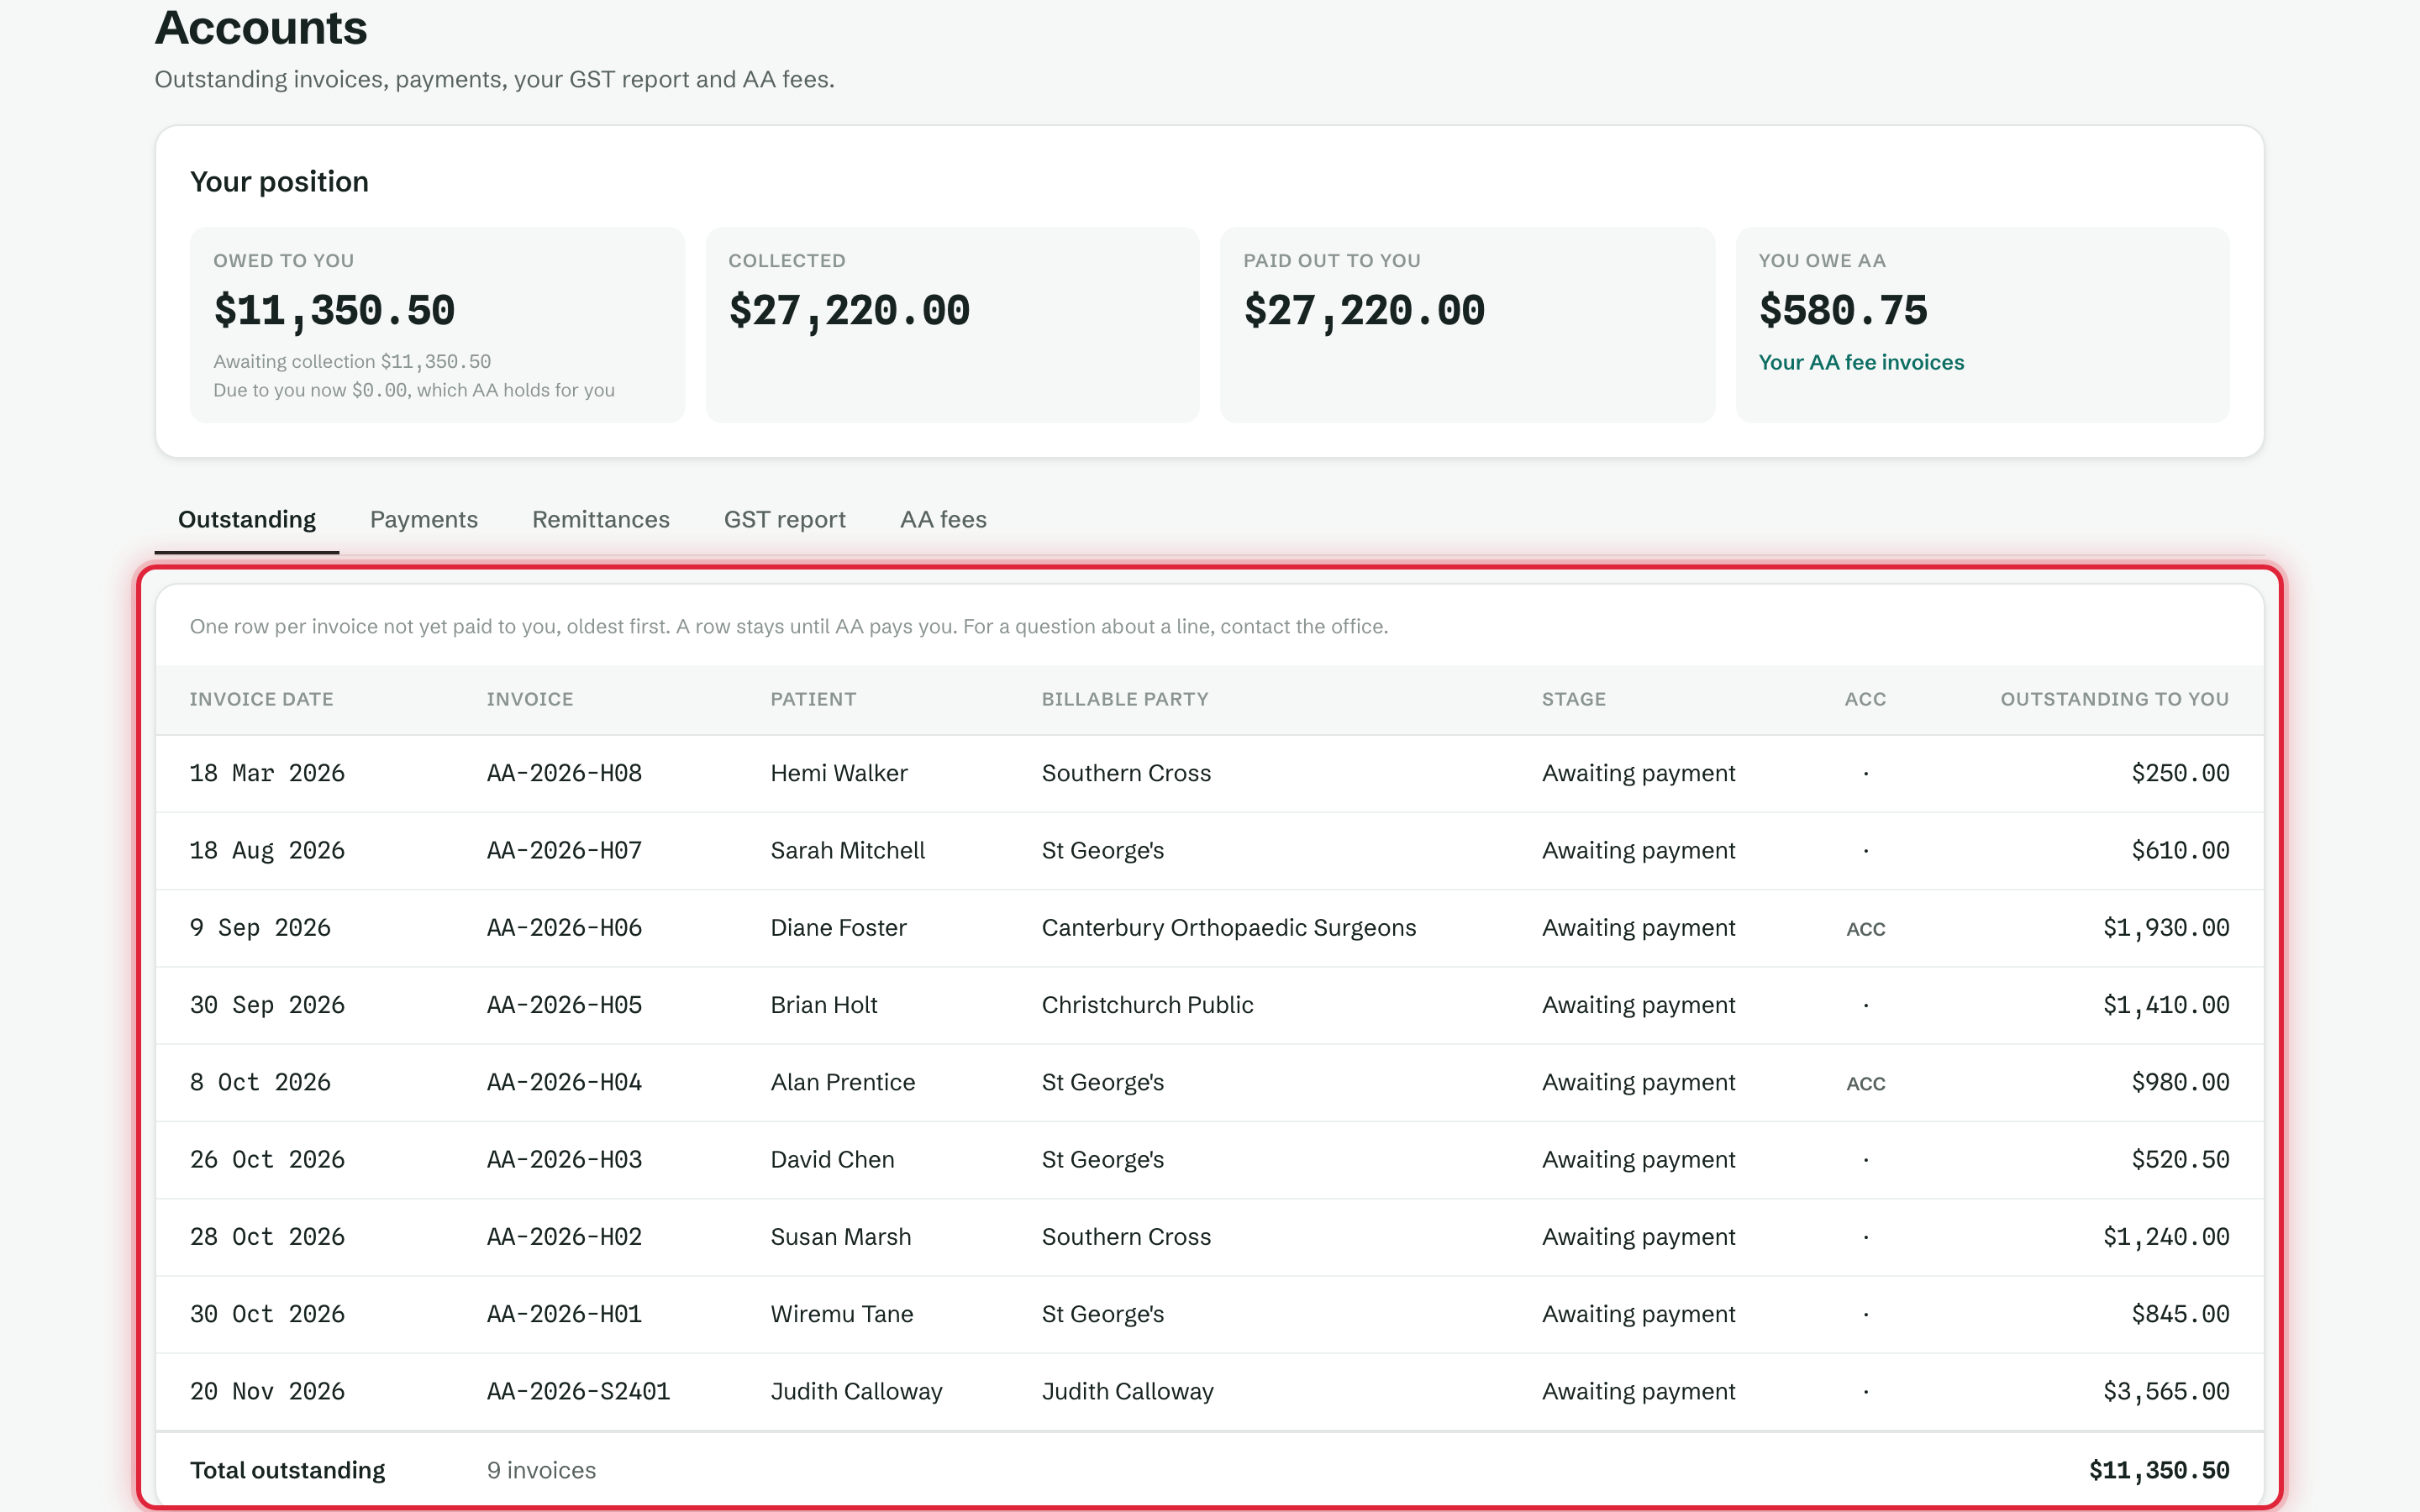 Accounts
Outstanding invoices, payments, your GST report and AA fees.
Your position
OWED TO YOU
$11,350.50
Awaiting collection $11,350.50
Due to you now $0.00, which AA holds for you
COLLECTED
$27,220.00
PAID OUT TO YOU
$27,220.00
YOU OWE AA
$580.75
Your AA fee invoices
Outstanding Payments Remittances GST report AA fees
One row per invoice not yet paid to you, oldest first. A row stays until AA pays you. For a question about a line, contact the office.
INVOICE DATE INVOICE PATIENT BILLABLE PARTY STAGE ACC OUTSTANDING TO YOU
18 Mar 2026 AA-2026-H08 Hemi Walker Southern Cross Awaiting payment · $250.00
18 Aug 2026 AA-2026-H07 Sarah Mitchell St George's Awaiting payment · $610.00
9 Sep 2026 AA-2026-H06 Diane Foster Canterbury Orthopaedic Surgeons Awaiting payment ACC $1,930.00
30 Sep 2026 AA-2026-H05 Brian Holt Christchurch Public Awaiting payment · $1,410.00
8 Oct 2026 AA-2026-H04 Alan Prentice St George's Awaiting payment ACC $980.00
26 Oct 2026 AA-2026-H03 David Chen St George's Awaiting payment · $520.50
28 Oct 2026 AA-2026-H02 Susan Marsh Southern Cross Awaiting payment · $1,240.00
30 Oct 2026 AA-2026-H01 Wiremu Tane St George's Awaiting payment · $845.00
20 Nov 2026 AA-2026-S2401 Judith Calloway Judith Calloway Awaiting payment · $3,565.00
Total outstanding 9 invoices $11,350.50